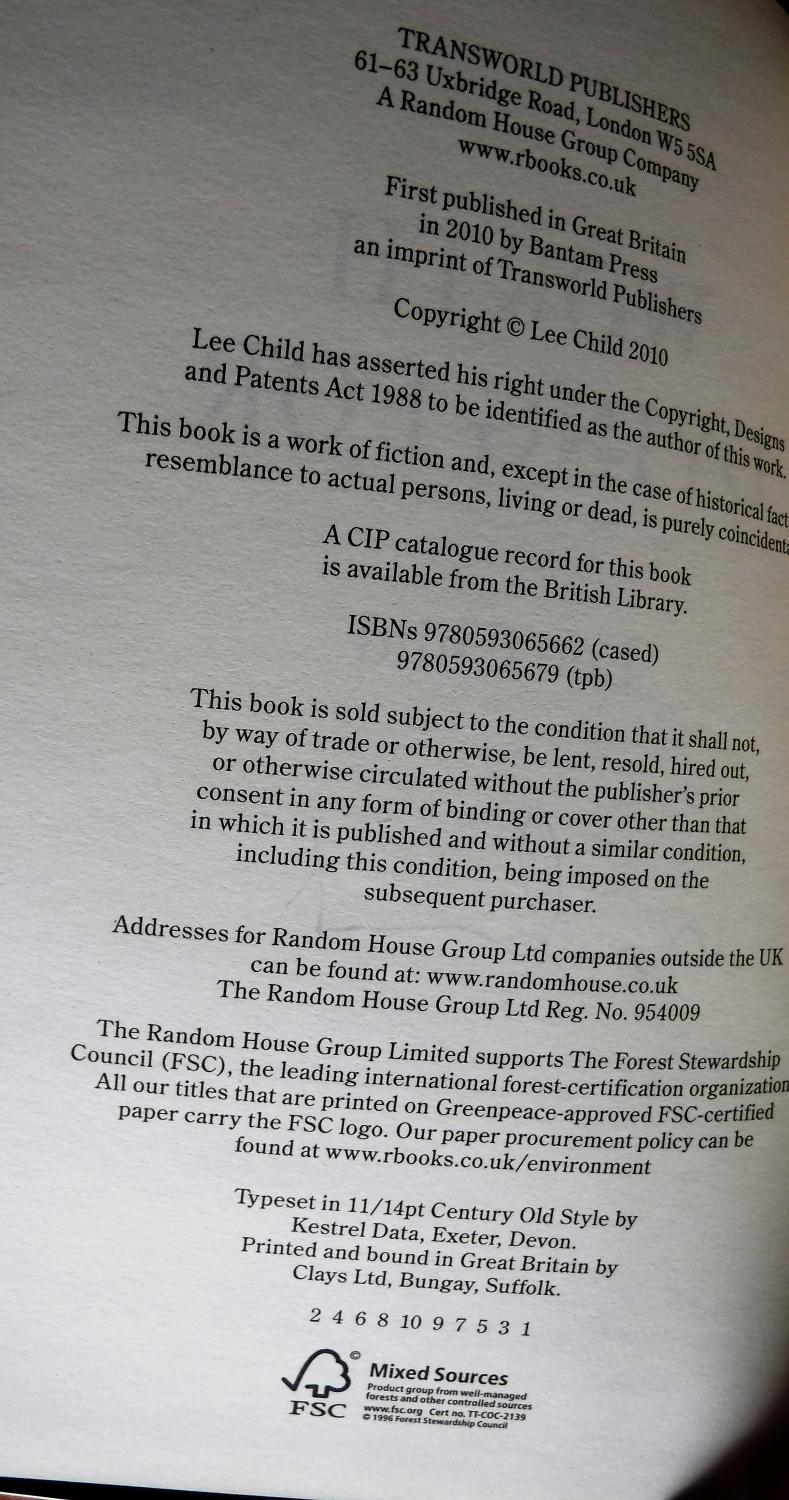 TRANSWORLD PUBLISHERS
61–63 Uxbridge Road, London W5 5SA
A Random House Group Company
www.rbooks.co.uk
First published in Great Britain
in 2010 by Bantam Press
an imprint of Transworld Publishers
Copyright © Lee Child 2010
Lee Child has asserted his right under the Copyright, Designs
and Patents Act 1988 to be identified as the author of this work.
This book is a work of fiction and, except in the case of historical fact
resemblance to actual persons, living or dead, is purely coincidenta
A CIP catalogue record for this book
is available from the British Library.
ISBNs 9780593065662 (cased)
9780593065679 (tpb)
This book is sold subject to the condition that it shall not,
by way of trade or otherwise, be lent, resold, hired out,
or otherwise circulated without the publisher's prior
consent in any form of binding or cover other than that
in which it is published and without a similar condition,
including this condition, being imposed on the
subsequent purchaser.
Addresses for Random House Group Ltd companies outside the UK
can be found at: www.randomhouse.co.uk
The Random House Group Ltd Reg. No. 954009
The Random House Group Limited supports The Forest Stewardship
Council (FSC), the leading international forest-certification organization
All our titles that are printed on Greenpeace-approved FSC-certified
paper carry the FSC logo. Our paper procurement policy can be
found at www.rbooks.co.uk/environment
Typeset in 11/14pt Century Old Style by
Kestrel Data, Exeter, Devon.
Printed and bound in Great Britain by
Clays Ltd, Bungay, Suffolk.
2 4 6 8 10 9 7 5 3 1
©
FSC
Mixed Sources
Product group from well-managed
forests and other controlled sources
www.fsc.org Cert no. TT-COC-2139
© 1996 Forest Stewardship Council